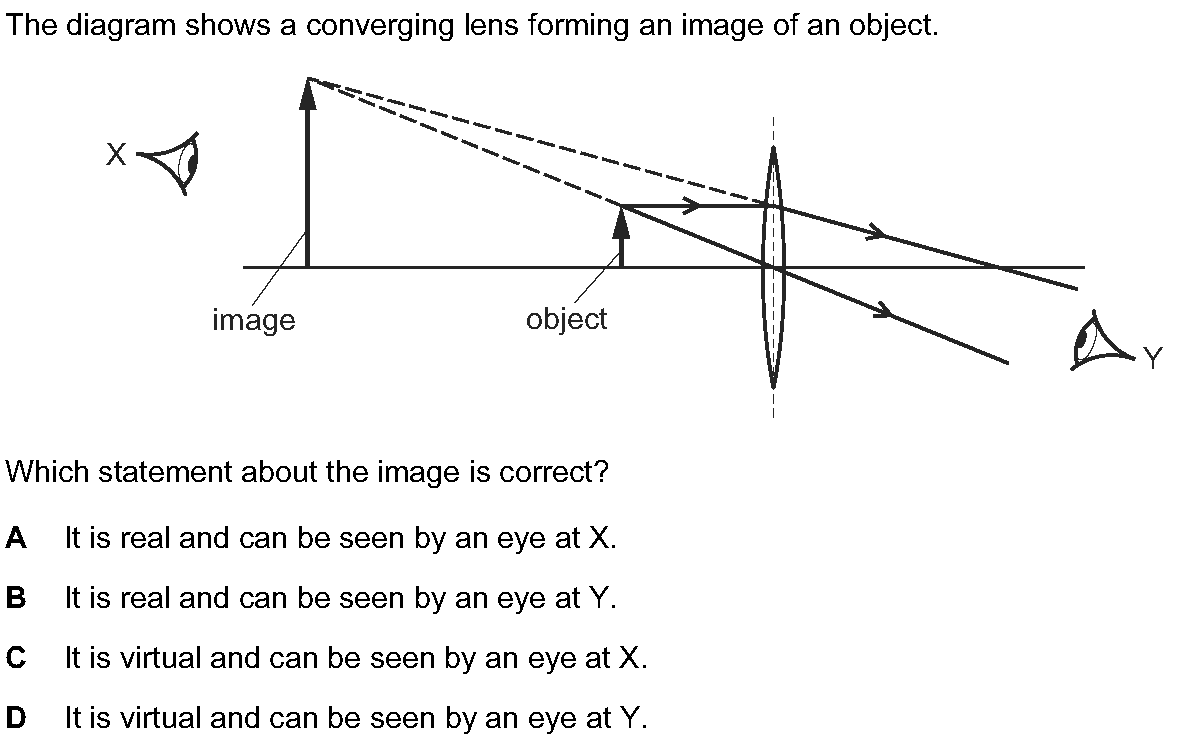 The diagram shows a converging lens forming an image of an object.
X
image
object
Y
Which statement about the image is correct?
A It is real and can be seen by an eye at X.
B It is real and can be seen by an eye at Y.
C It is virtual and can be seen by an eye at X.
D It is virtual and can be seen by an eye at Y.